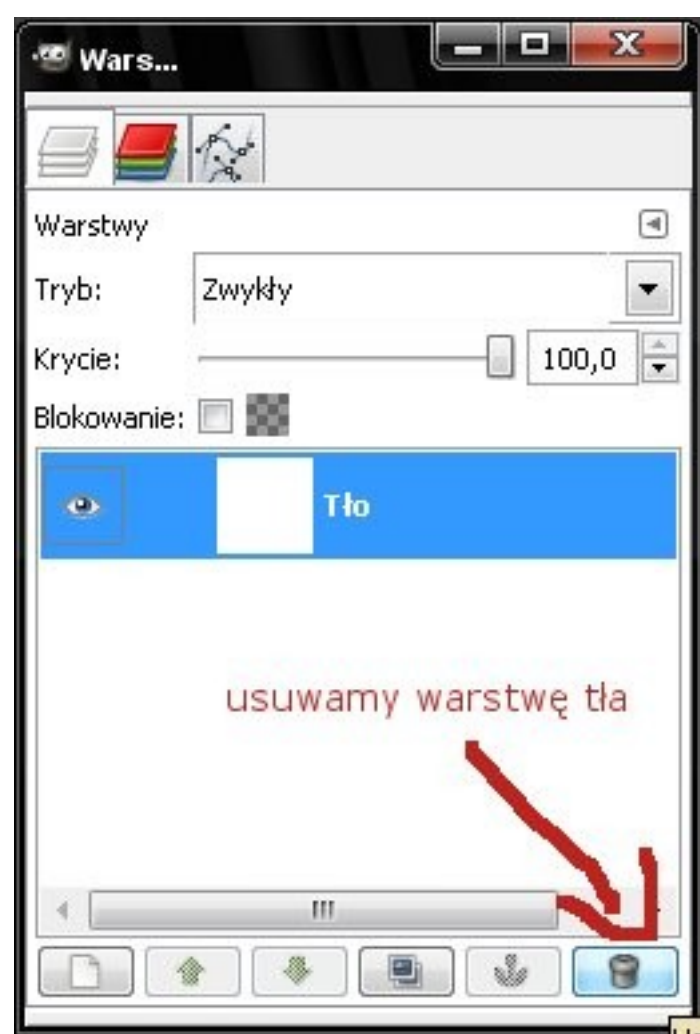 Wars...
Warstwy
Tryb: Zwykły
Krycie: 100,0
Blokowanie:
Tło
usuwamy warstwę tła